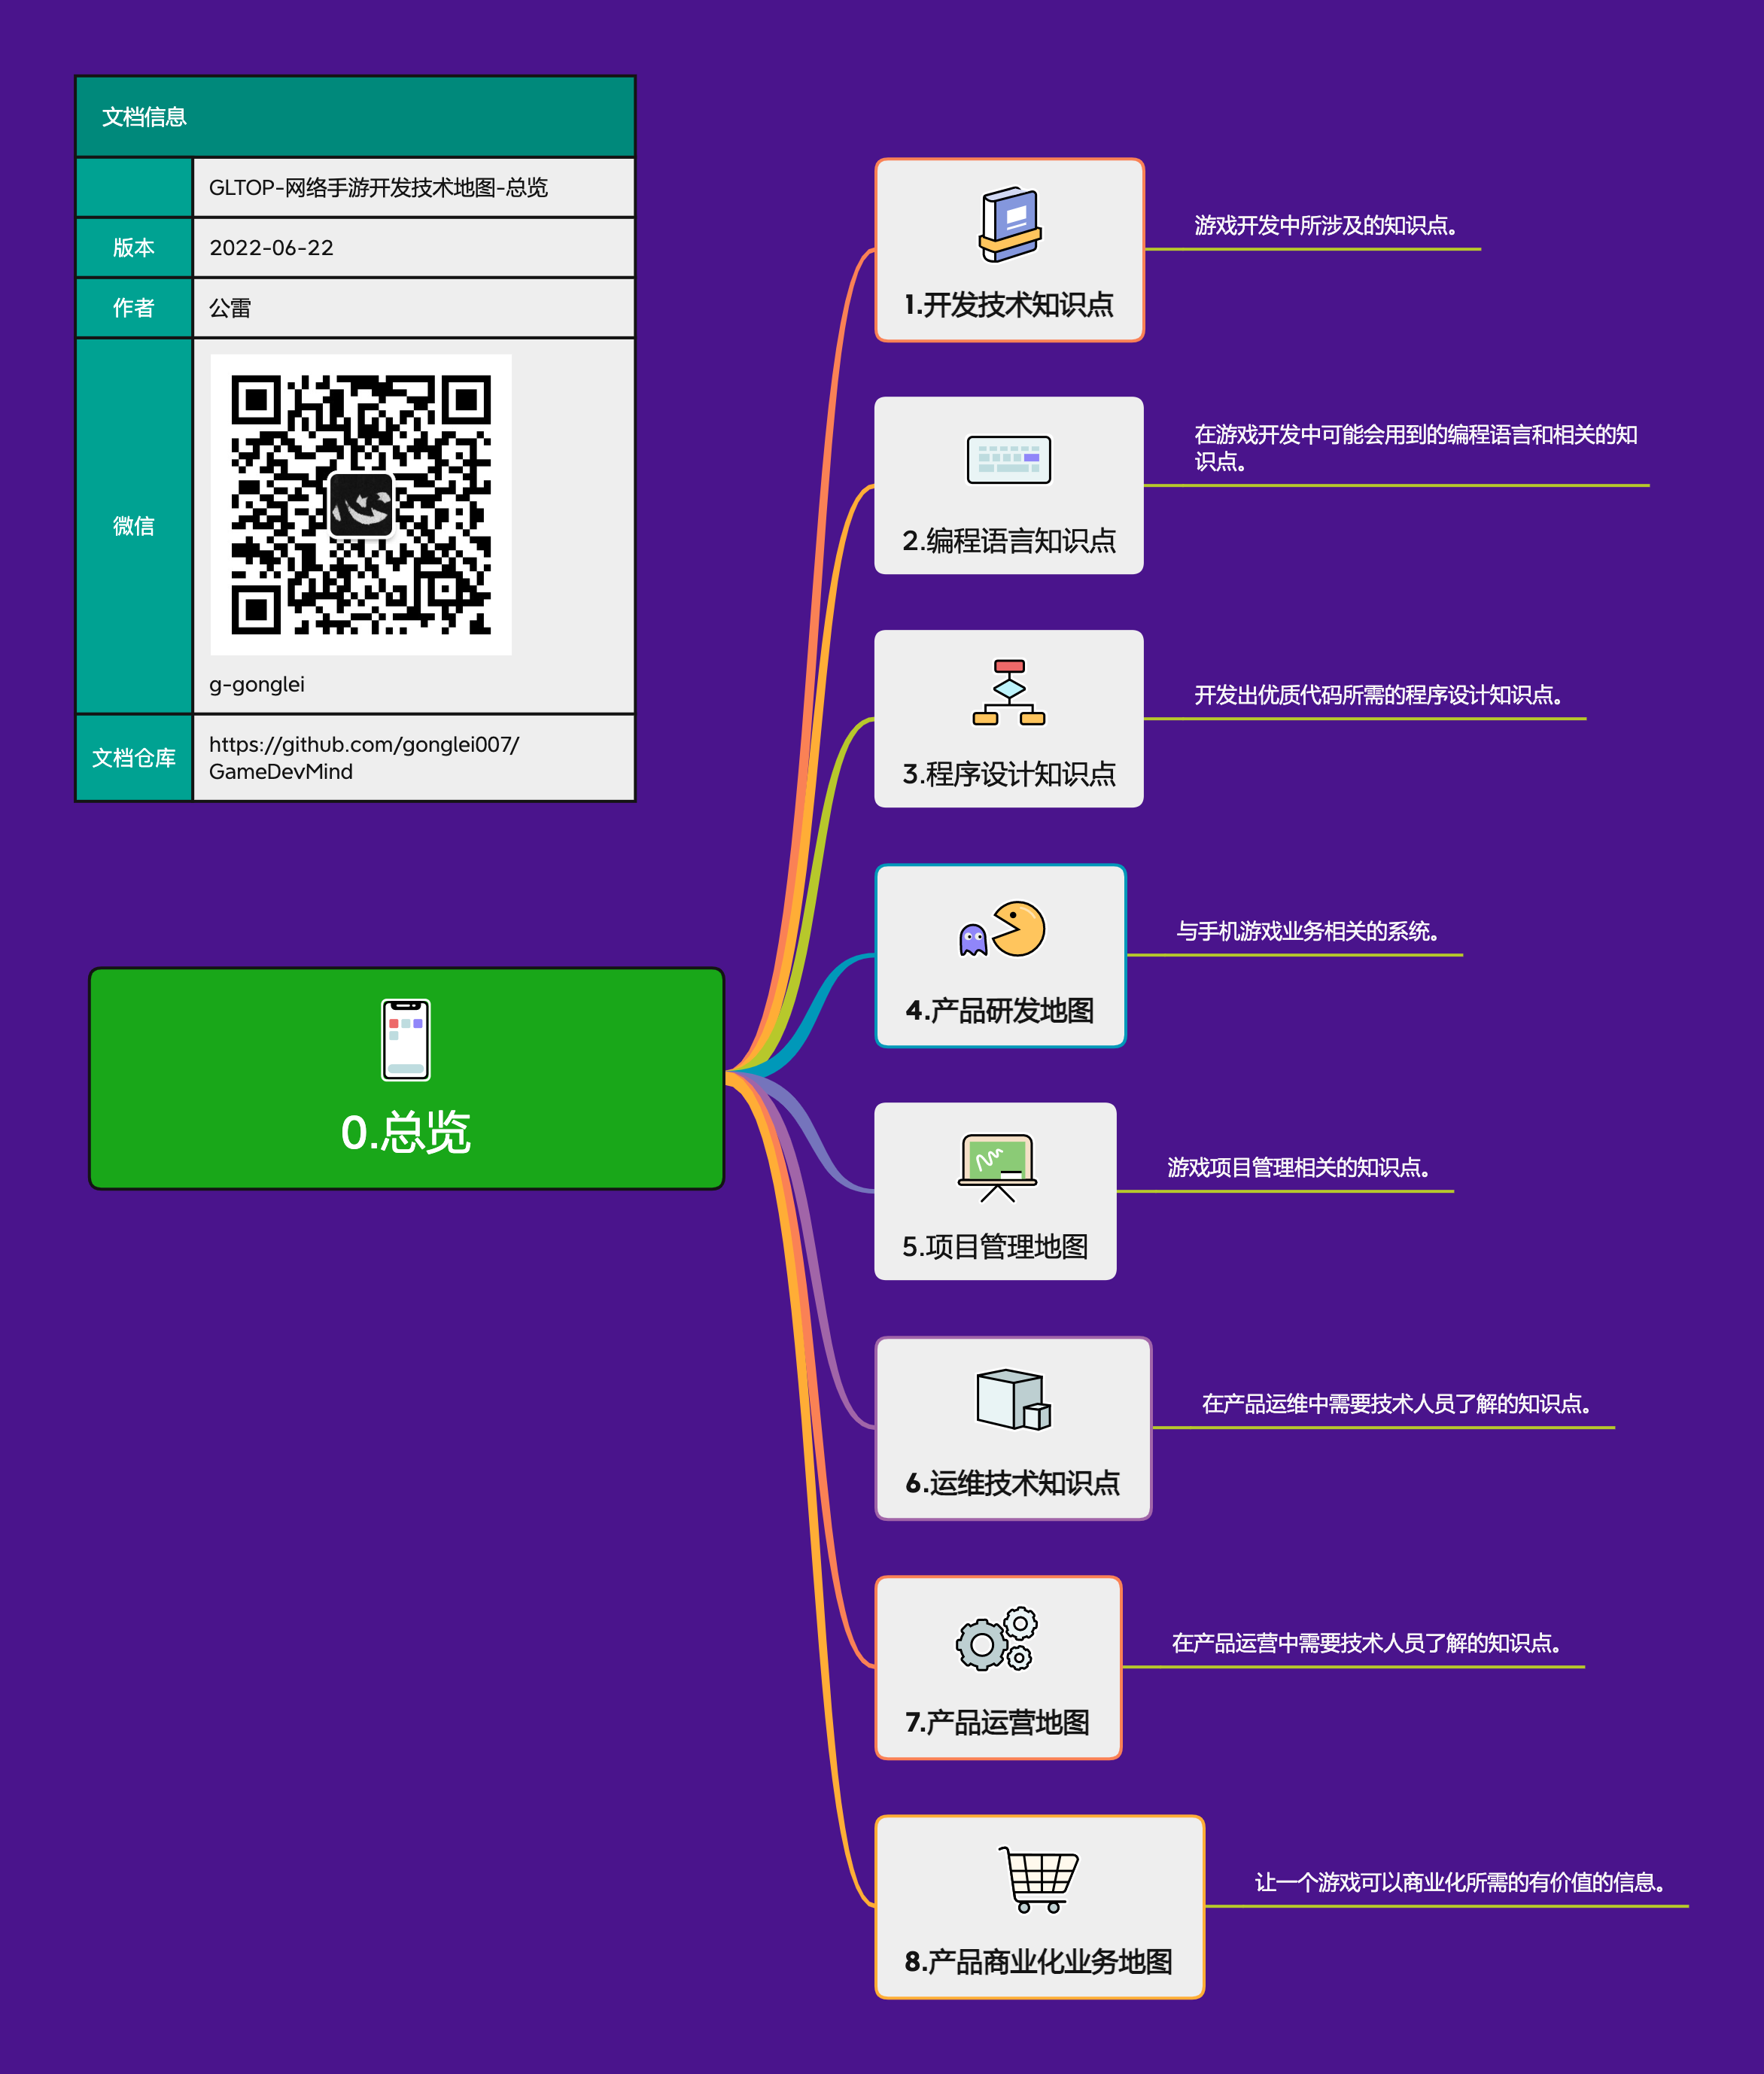 文档信息
GLTOP-网络手游开发技术地图-总览
版本
2022-06-22
作者
公雷
微信
g-gonglei
文档仓库
https://github.com/gonglei007/
GameDevMind
0.总览
1.开发技术知识点
游戏开发中所涉及的知识点。
2.编程语言知识点
在游戏开发中可能会用到的编程语言和相关的知
识点。
3.程序设计知识点
开发出优质代码所需的程序设计知识点。
4.产品研发地图
与手机游戏业务相关的系统。
5.项目管理地图
游戏项目管理相关的知识点。
6.运维技术知识点
在产品运维中需要技术人员了解的知识点。
7.产品运营地图
在产品运营中需要技术人员了解的知识点。
8.产品商业化业务地图
让一个游戏可以商业化所需的有价值的信息。